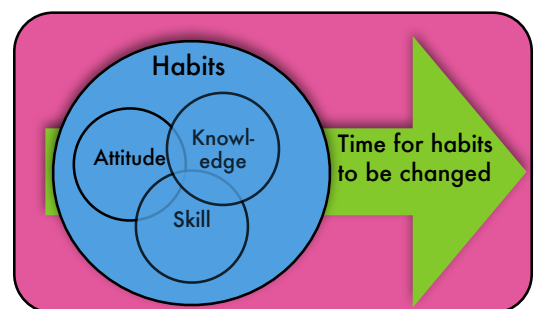 Habits
Attitude
Knowl-
edge
Skill
Time for habits
to be changed